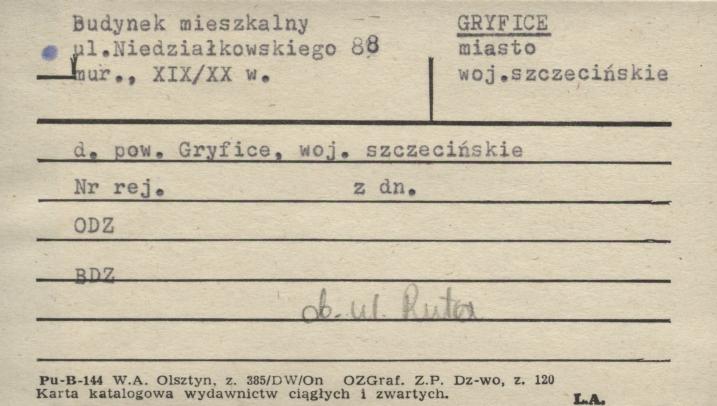 Budynek mieszkalny
ul.Niedziałkowskiego 88
mur., XIX/XX w.
GRYFICE
miasto
woj.szczecińskie
d. pow. Gryfice, woj. szczecińskie
Nr rej. z dn.
ODZ
BDZ
ob. ul. Ruta
Pu-B-144 W.A. Olsztyn, z. 385/DW/On OZGraf. Z.P. Dz-wo, z. 120
Karta katalogowa wydawnictw ciągłych i zwartych.
Ł.A.